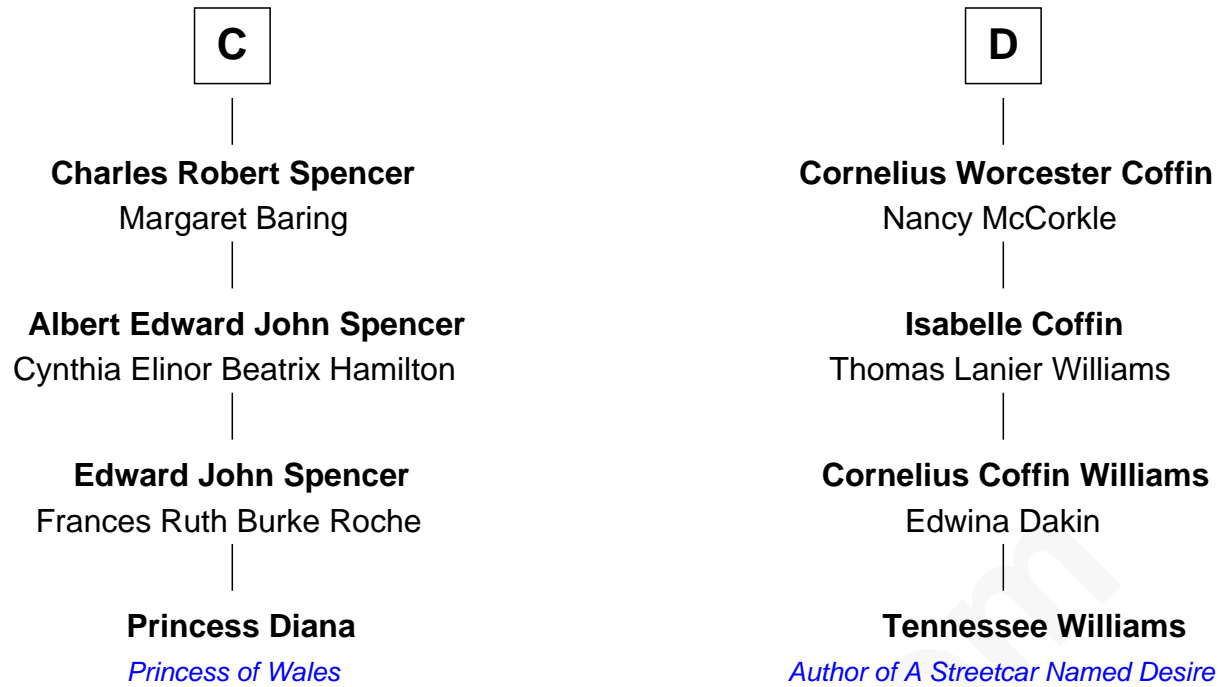 C
Charles Robert Spencer
Margaret Baring
Albert Edward John Spencer
Cynthia Elinor Beatrix Hamilton
Edward John Spencer
Frances Ruth Burke Roche
Princess Diana
Princess of Wales
D
Cornelius Worcester Coffin
Nancy McCorkle
Isabelle Coffin
Thomas Lanier Williams
Cornelius Coffin Williams
Edwina Dakin
Tennessee Williams
Author of A Streetcar Named Desire